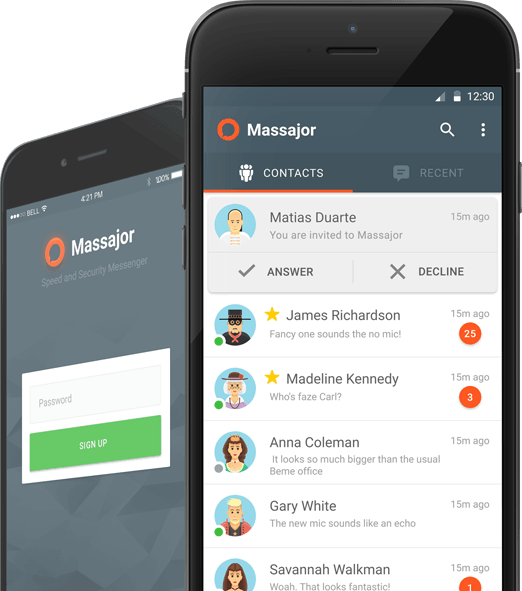 BELL
4:21 PM
100%
Massajor
Speed and Security Messenger
Password
SIGN UP
12:30
Massajor
CONTACTS
RECENT
Matias Duarte
15m ago
You are invited to Massajor
ANSWER
DECLINE
James Richardson
15m ago
Fancy one sounds the no mic!
25
Madeline Kennedy
15m ago
Who's faze Carl?
3
Anna Coleman
15m ago
It looks so much bigger than the usual
Beme office
Gary White
15m ago
The new mic sounds like an echo
Savannah Walkman
15m ago
Woah. That looks fantastic!
1